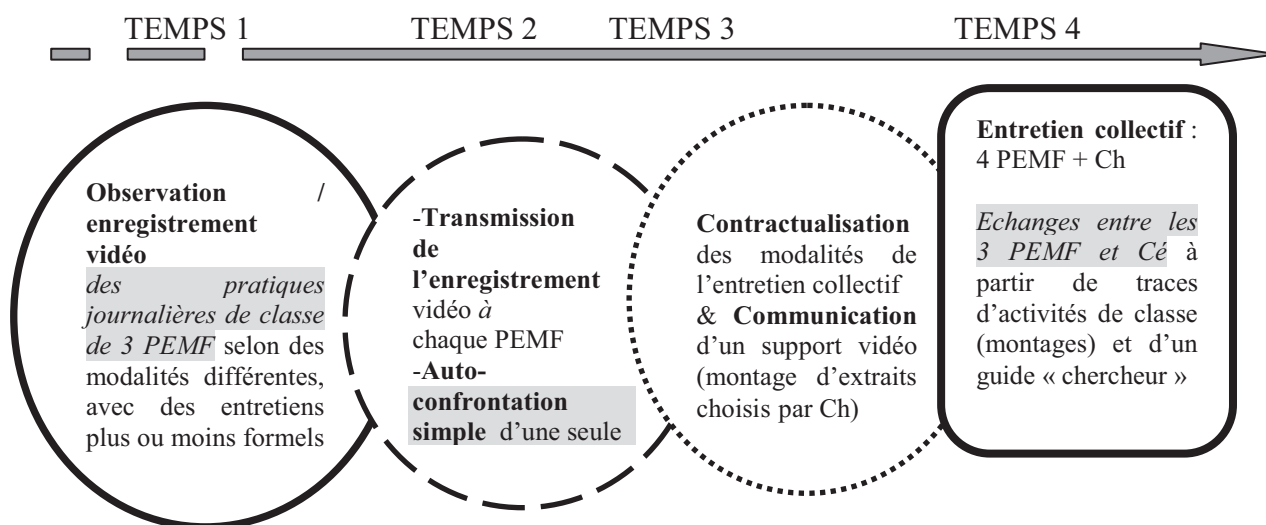 TEMPS 1 TEMPS 2 TEMPS 3 TEMPS 4
Observation /
enregistrement
vidéo
des pratiques
journalières de classe
de 3 PEMF selon des
modalités différentes,
avec des entretiens
plus ou moins formels
-Transmission
de
l’enregistrement
vidéo à
chaque PEMF
-Auto-
confrontation
simple d’une seule
Contractualisation
des modalités de
l’entretien collectif
& Communication
d’un support vidéo
(montage d’extraits
choisis par Ch)
Entretien collectif :
4 PEMF + Ch
Echanges entre les
3 PEMF et Cé à
partir de traces
d’activités de classe
(montages) et d’un
guide « chercheur »